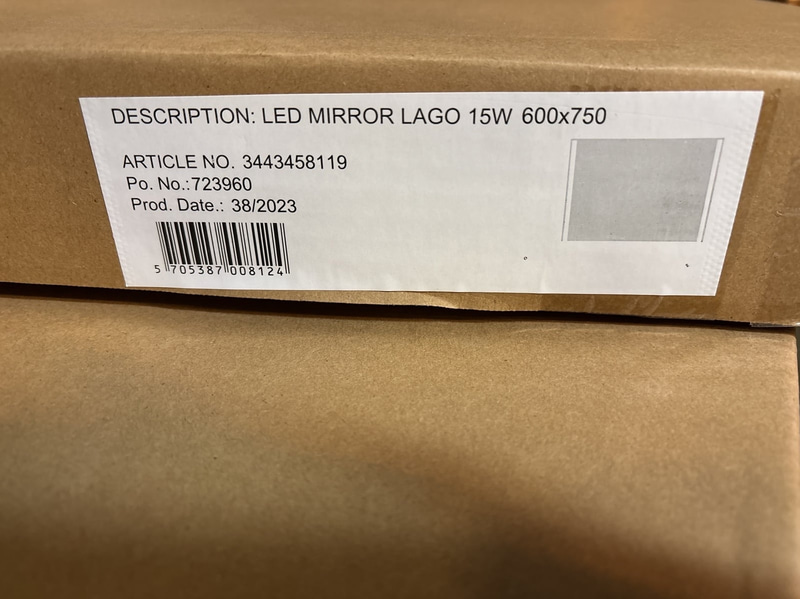 DESCRIPTION: LED MIRROR LAGO 15W 600x750
ARTICLE NO. 3443458119
Po. No.:723960
Prod. Date.: 38/2023
5 705387 008124